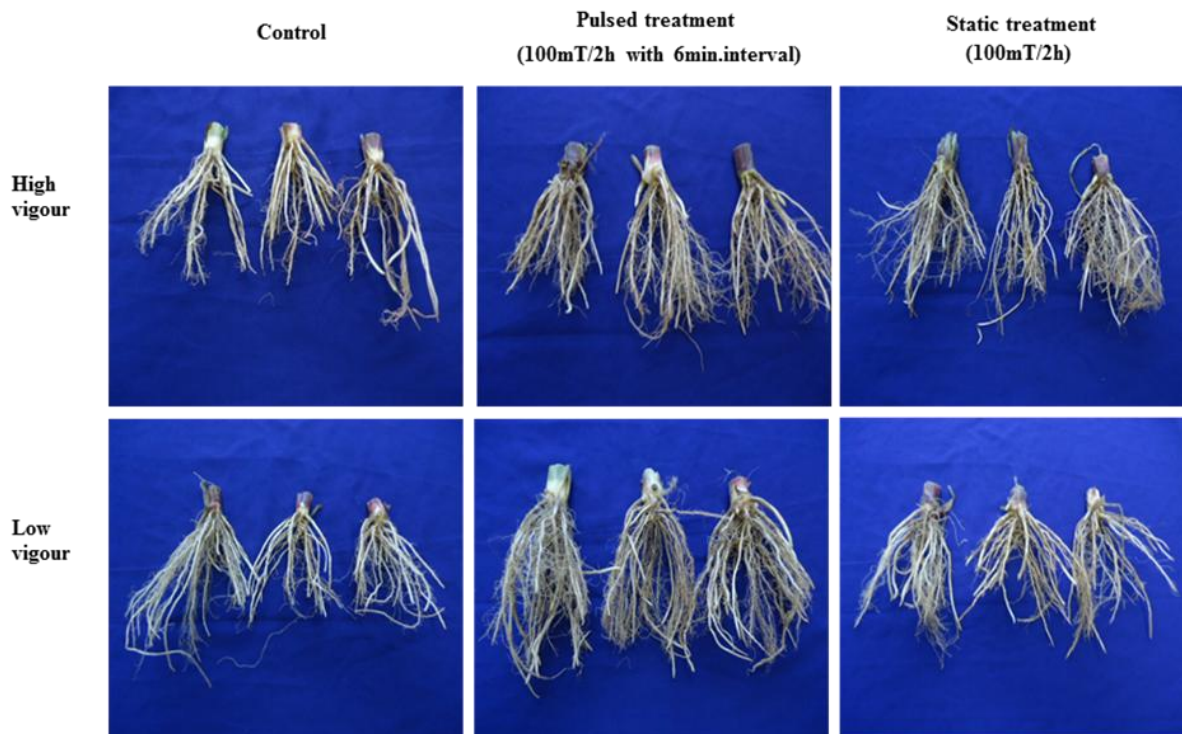 Control
Pulsed treatment
(100mT/2h with 6min.interval)
Static treatment
(100mT/2h)
High
vigour
Low
vigour